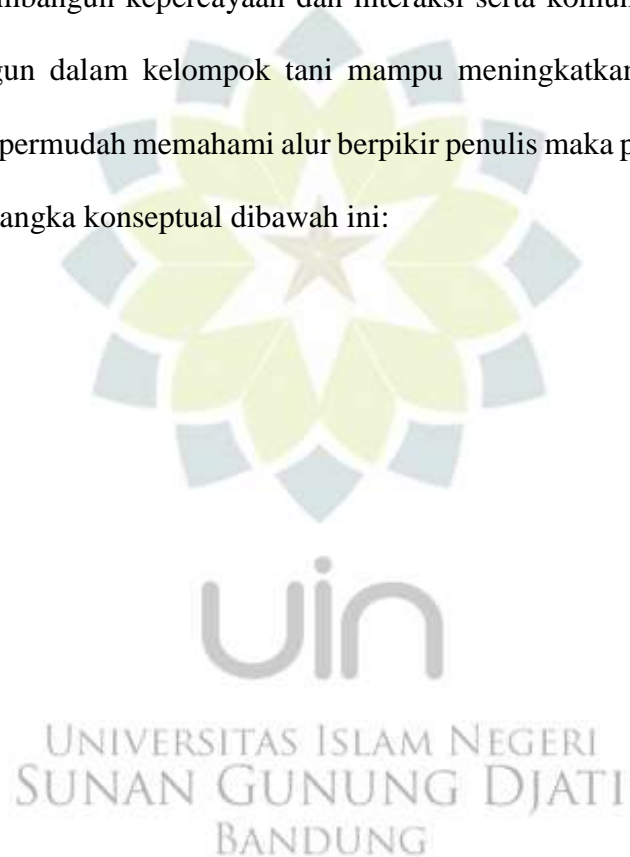 mbangun kepercayaan dan interaksi serta komun
gun dalam kelompok tani mampu meningkatkan
permudah memahami alur berpikir penulis maka p
angka konseptual dibawah ini:
uin
UNIVERSITAS ISLAM NEGERI
SUNAN GUNUNG DJATI
BANDUNG